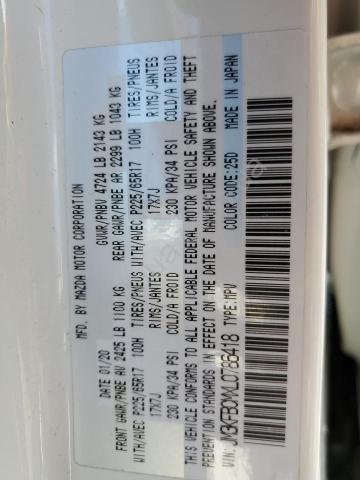 MFD. BY MAZDA MOTOR CORPORATION
GVWR/PNBV 4724 LB 2143 KG
DATE 01/20
FRONT GAWR/PNBE AV 2425 LB 1100 KG REAR GAWR/PNBE AR 2299 LB 1043 KG
WITH/AVEC P225/65R17 100H TIRES/PNEUS WITH/AVEC P225/65R17 100H TIRES/PNEUS
17X7J RIMS/JANTES 17X7J RIMS/JANTES
230 KPA/34 PSI COLD/A FROID 230 KPA/34 PSI COLD/A FROID
THIS VEHICLE CONFORMS TO ALL APPLICABLE FEDERAL MOTOR VEHICLE SAFETY AND THEFT
PREVENTION STANDARDS IN EFFECT ON THE DATE OF MANUFACTURE SHOWN ABOVE.
VIN: TYPE: MPV COLOR CODE:25D MADE IN JAPAN